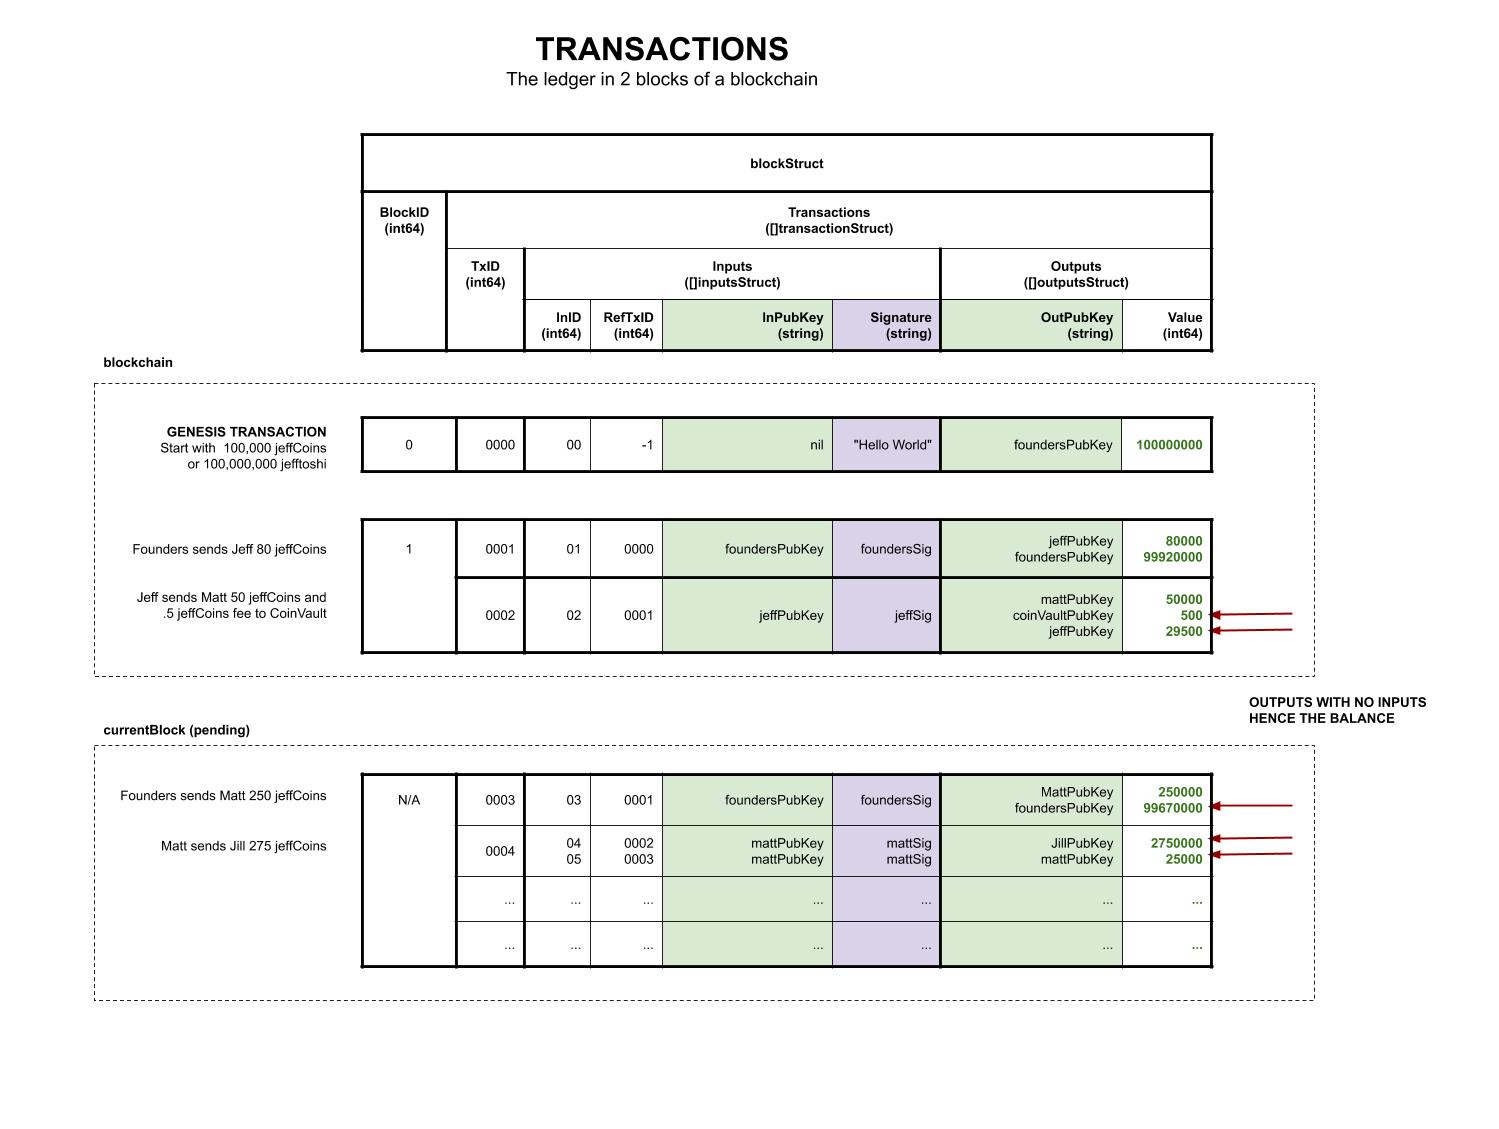 TRANSACTIONS
The ledger in 2 blocks of a blockchain
blockStruct
BlockID
(int64)
Transactions
([]transactionStruct)
TxID
(int64)
Inputs
([]inputsStruct)
Outputs
([]outputsStruct)
InID
(int64)
RefTxID
(int64)
InPubKey
(string)
Signature
(string)
OutPubKey
(string)
Value
(int64)
blockchain
GENESIS TRANSACTION
Start with 100,000 jeffCoins
or 100,000,000 jefftoshi
0
0000
00
-1
nil
"Hello World"
foundersPubKey
100000000
Founders sends Jeff 80 jeffCoins
1
0001
01
0000
foundersPubKey
foundersSig
jeffPubKey
foundersPubKey
80000
99920000
Jeff sends Matt 50 jeffCoins and
.5 jeffCoins fee to CoinVault
0002
02
0001
jeffPubKey
jeffSig
mattPubKey
coinVaultPubKey
jeffPubKey
50000
500
29500
OUTPUTS WITH NO INPUTS
HENCE THE BALANCE
currentBlock (pending)
Founders sends Matt 250 jeffCoins
N/A
0003
03
0001
foundersPubKey
foundersSig
MattPubKey
foundersPubKey
250000
99670000
Matt sends Jill 275 jeffCoins
0004
04
05
0002
0003
mattPubKey
mattPubKey
mattSig
mattSig
JillPubKey
mattPubKey
2750000
25000
... ... ... ... ... ... ...
... ... ... ... ... ... ...